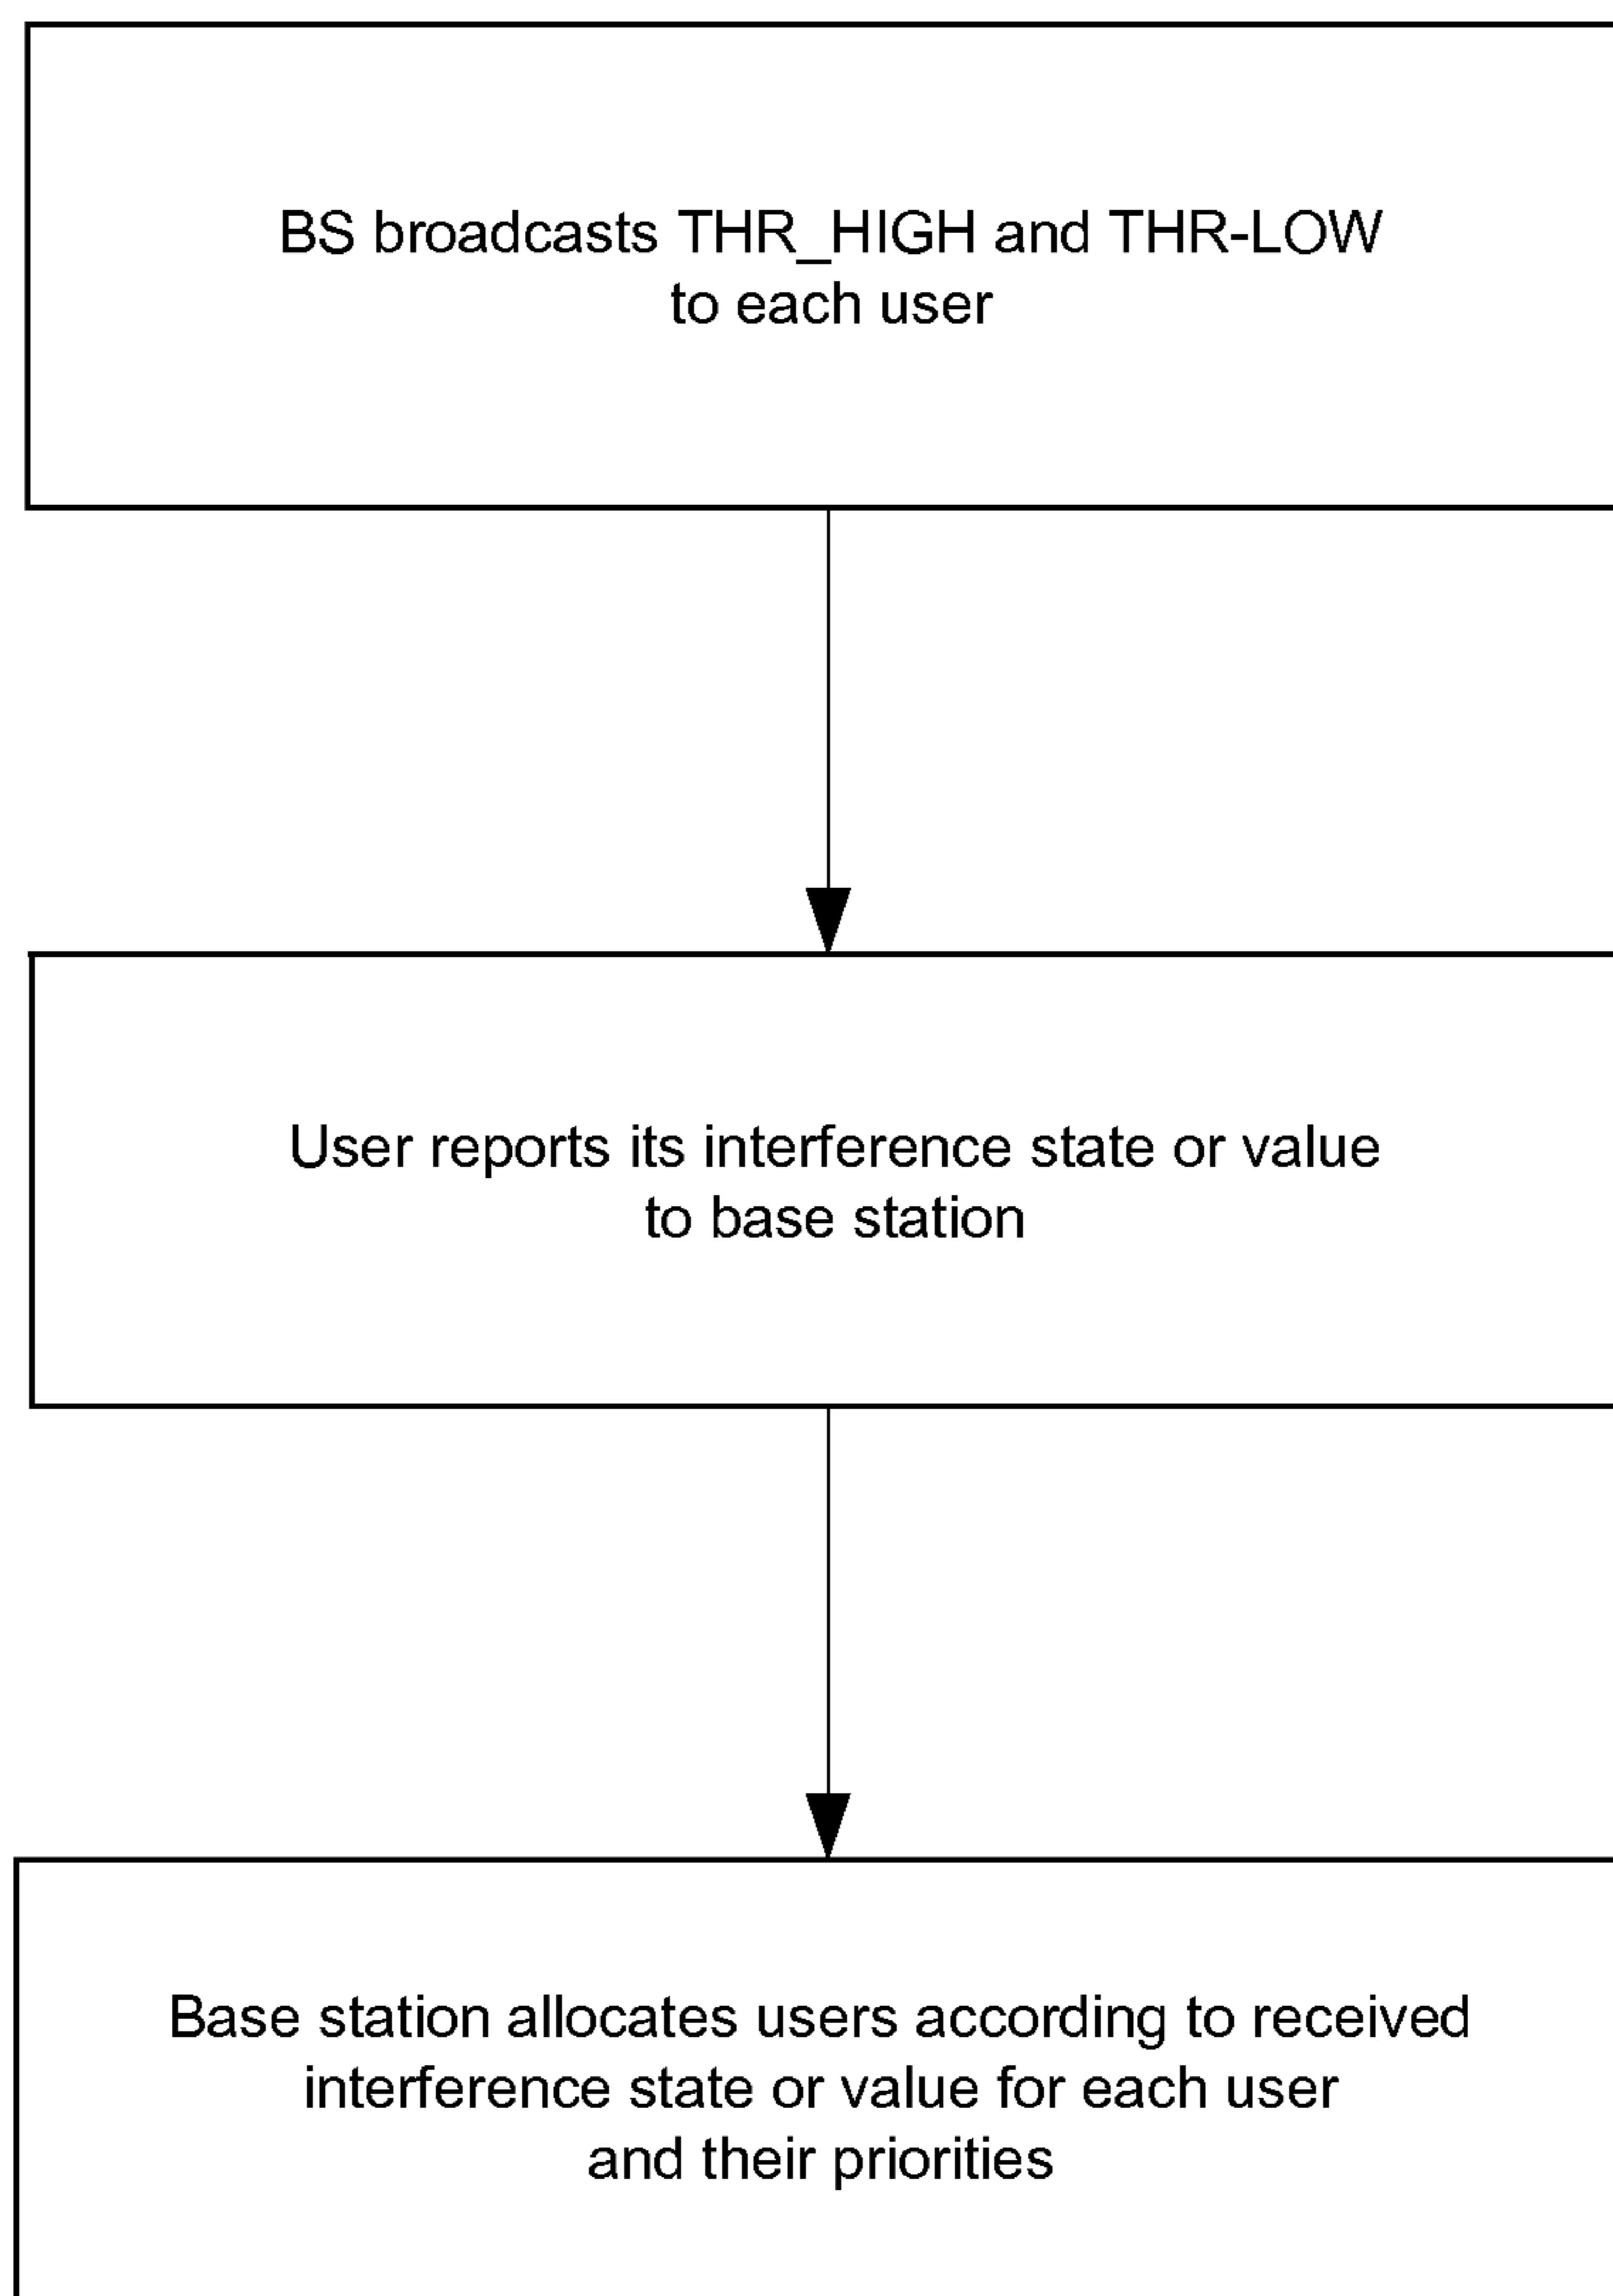 BS broadcasts THR_HIGH and THR-LOW
to each user
User reports its interference state or value
to base station
Base station allocates users according to received
interference state or value for each user
and their priorities